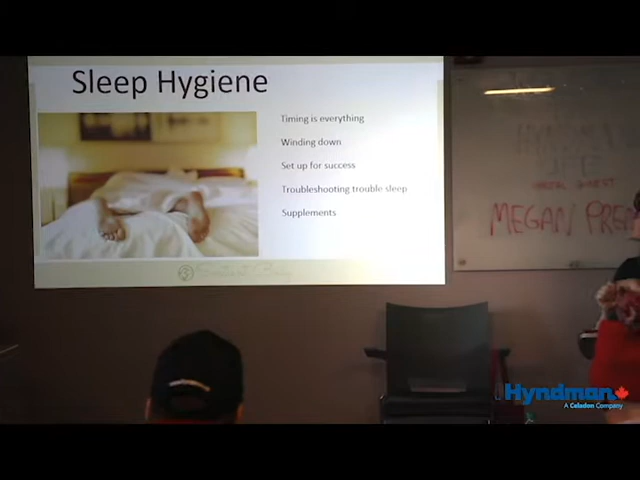 Sleep Hygiene
Timing is everything
Winding down
Set up for success
Troubleshooting trouble sleep
Supplements
MEGAN
Hyndman
A Celadon Company